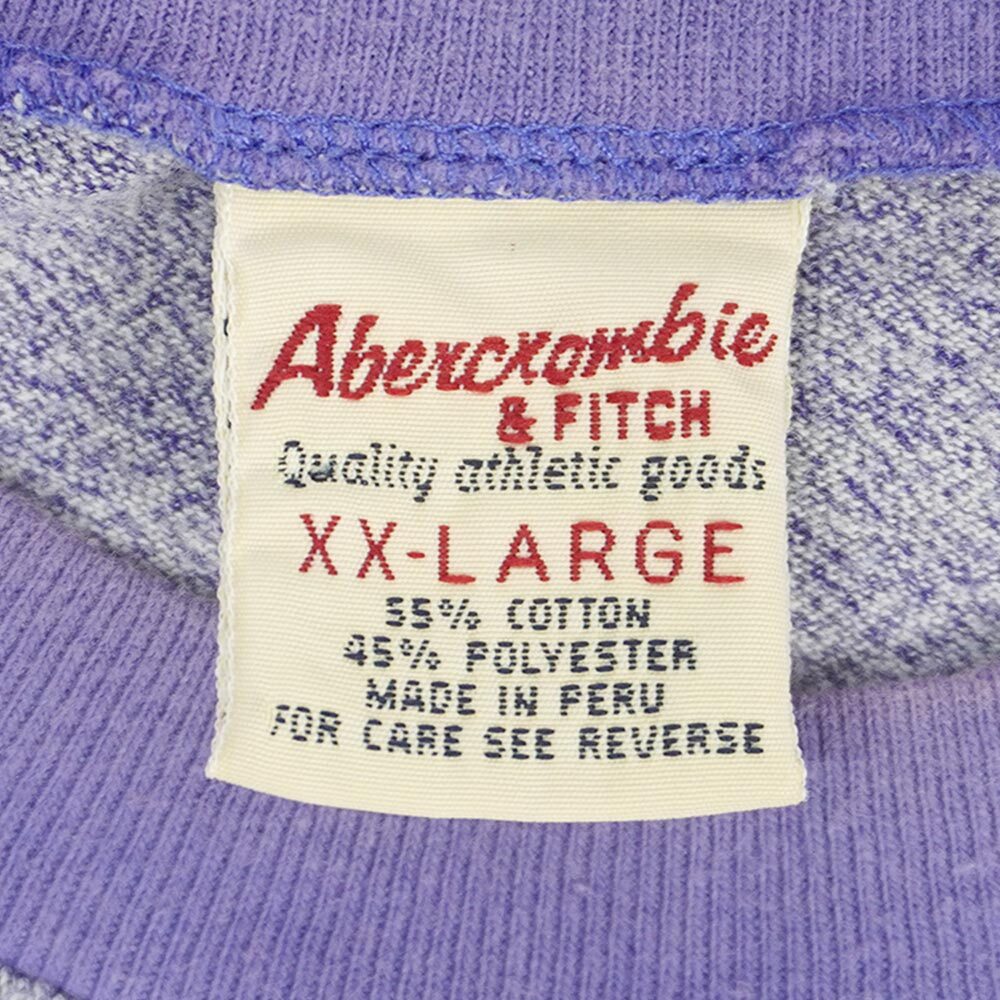 Abercrombie
& FITCH
Quality athletic goods
XX-LARGE
55% COTTON
45% POLYESTER
MADE IN PERU
FOR CARE SEE REVERSE